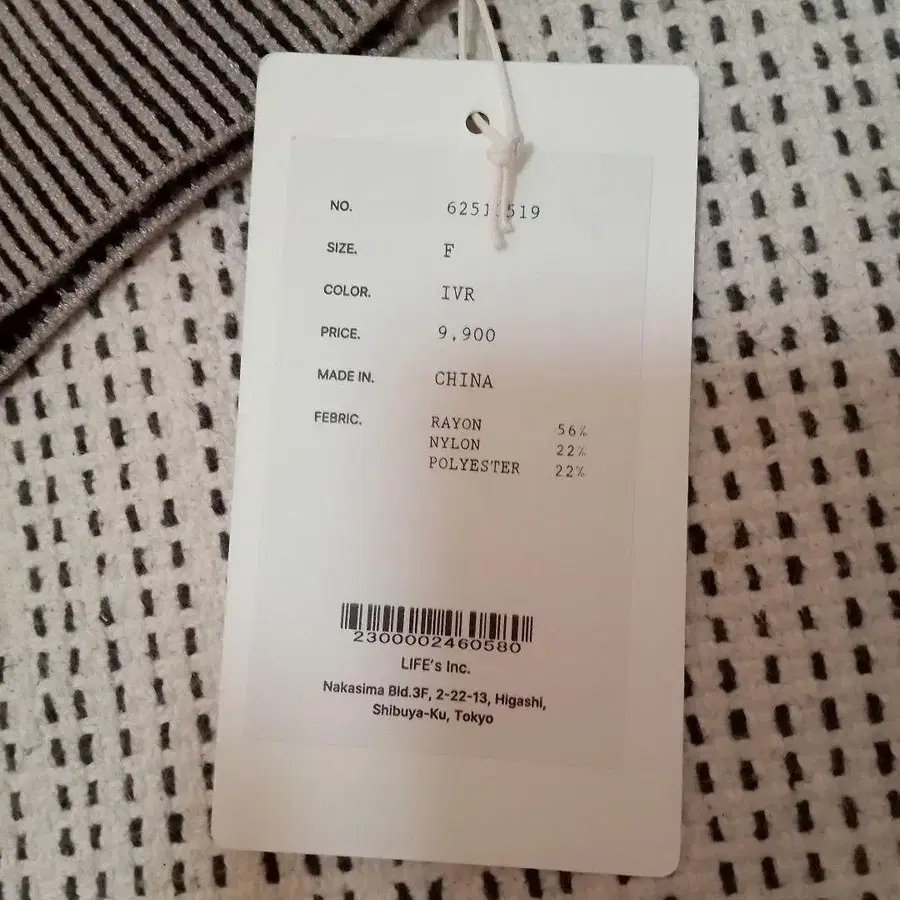 NO.
SIZE. F
COLOR. IVR
PRICE. 9,900
MADE IN. CHINA
FEBRIC. RAYON 56%
NYLON 22%
POLYESTER 22%
2300002460580
LIFE's Inc.
Nakasima Bld.3F, 2-22-13, Higashi,
Shibuya-Ku, Tokyo